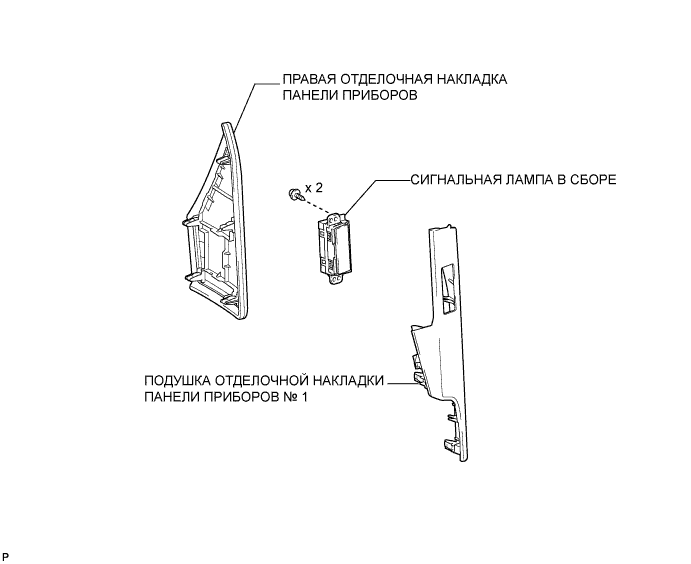 ПРАВАЯ ОТДЕЛОЧНАЯ НАКЛАДКА
ПАНЕЛИ ПРИБОРОВ
x 2
СИГНАЛЬНАЯ ЛАМПА В СБОРЕ
ПОДУШКА ОТДЕЛОЧНОЙ НАКЛАДКИ
ПАНЕЛИ ПРИБОРОВ № 1
P